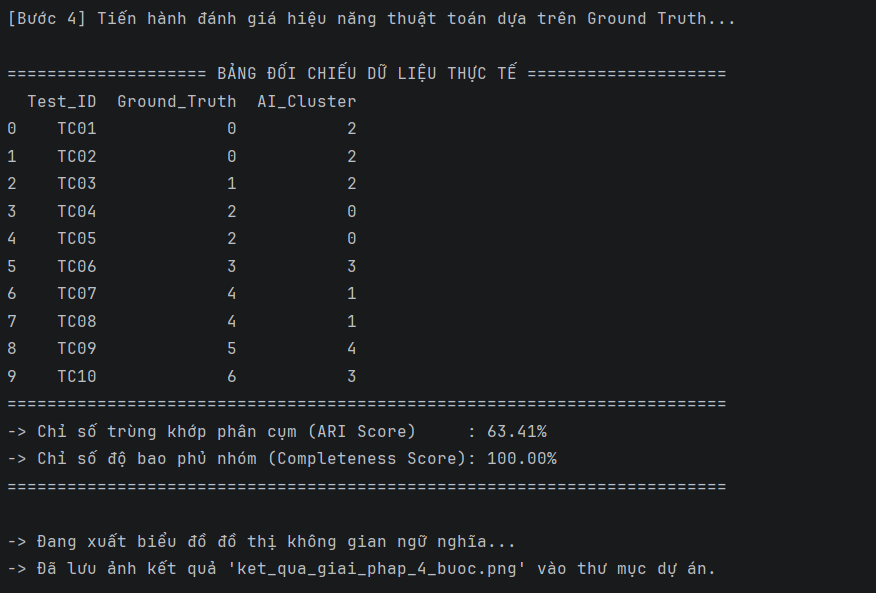 [Bước 4] Tiến hành đánh giá hiệu năng thuật toán dựa trên Ground Truth...
==================== BẢNG ĐỐI CHIẾU DỮ LIỆU THỰC TẾ ====================
  Test_ID  Ground_Truth  AI_Cluster
0    TC01             0           2
1    TC02             0           2
2    TC03             1           2
3    TC04             2           0
4    TC05             2           0
5    TC06             3           3
6    TC07             4           1
7    TC08             4           1
8    TC09             5           4
9    TC10             6           3
========================================================================
-> Chỉ số trùng khớp phân cụm (ARI Score)     : 63.41%
-> Chỉ số độ bao phủ nhóm (Completeness Score): 100.00%
========================================================================
-> Đang xuất biểu đồ đồ thị không gian ngữ nghĩa...
-> Đã lưu ảnh kết quả 'ket_qua_giai_phap_4_buoc.png' vào thư mục dự án.